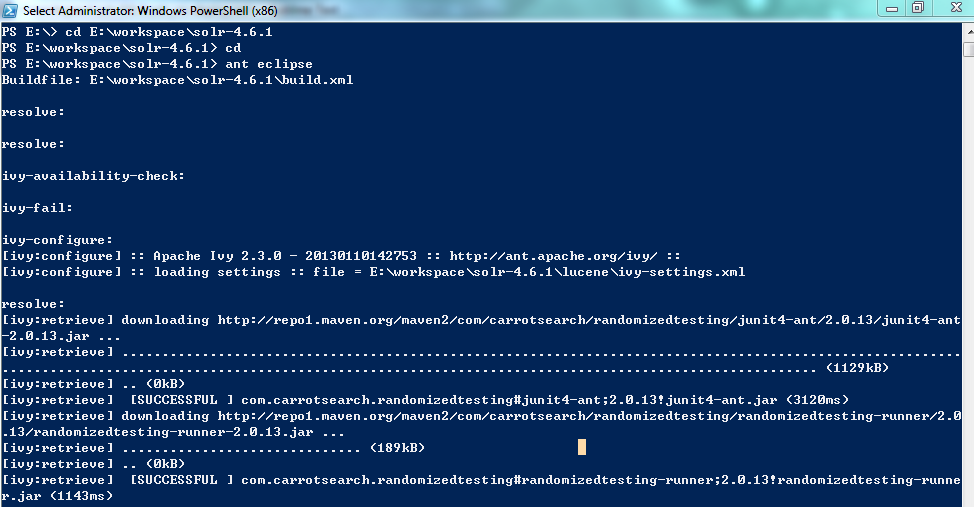 Select Administrator: Windows PowerShell (x86)
PS E:\> cd E:\workspace\solr-4.6.1
PS E:\workspace\solr-4.6.1> cd
PS E:\workspace\solr-4.6.1> ant eclipse
Buildfile: E:\workspace\solr-4.6.1\build.xml
resolve:
resolve:
ivy-availability-check:
ivy-fail:
ivy-configure:
[ivy:configure] :: Apache Ivy 2.3.0 - 20130110142753 :: http://ant.apache.org/ivy/ ::
[ivy:configure] :: loading settings :: file = E:\workspace\solr-4.6.1\lucene\ivy-settings.xml
resolve:
[ivy:retrieve] downloading http://repo1.maven.org/maven2/com/carrotsearch/randomizedtesting/junit4-ant/2.0.13/junit4-ant
-2.0.13.jar ...
[ivy:retrieve] .........................................................................................................
...................................................................................................... (1129kB)
[ivy:retrieve] .. (0kB)
[ivy:retrieve]  [SUCCESSFUL ] com.carrotsearch.randomizedtesting#junit4-ant;2.0.13!junit4-ant.jar (3120ms)
[ivy:retrieve] downloading http://repo1.maven.org/maven2/com/carrotsearch/randomizedtesting/randomizedtesting-runner/2.0
.13/randomizedtesting-runner-2.0.13.jar ...
[ivy:retrieve] .............................. (189kB)
[ivy:retrieve] .. (0kB)
[ivy:retrieve]  [SUCCESSFUL ] com.carrotsearch.randomizedtesting#randomizedtesting-runner;2.0.13!randomizedtesting-runne
r.jar (1143ms)